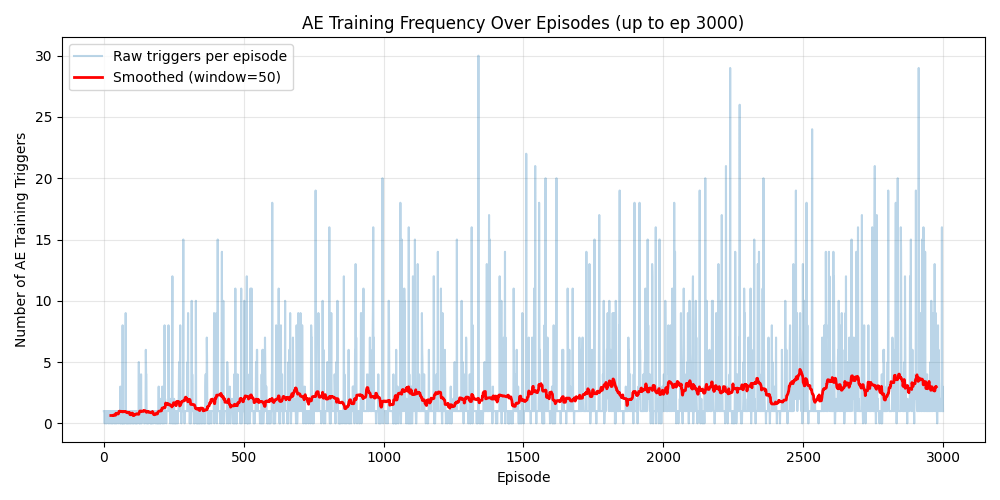 AE Training Frequency Over Episodes (up to ep 3000)
Raw triggers per episode
Smoothed (window=50)
Number of AE Training Triggers
30
25
20
15
10
5
0
0 500 1000 1500 2000 2500 3000
Episode